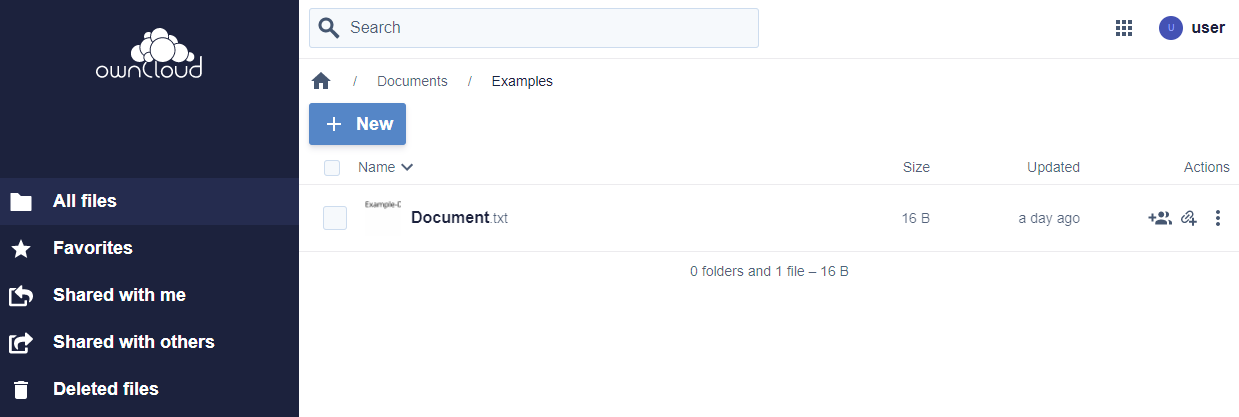 ownCloud
Search
U user
/ Documents / Examples
+ New
Name Size Updated Actions
All files
Example-D
Document.txt 16 B a day ago
Favorites
0 folders and 1 file – 16 B
Shared with me
Shared with others
Deleted files